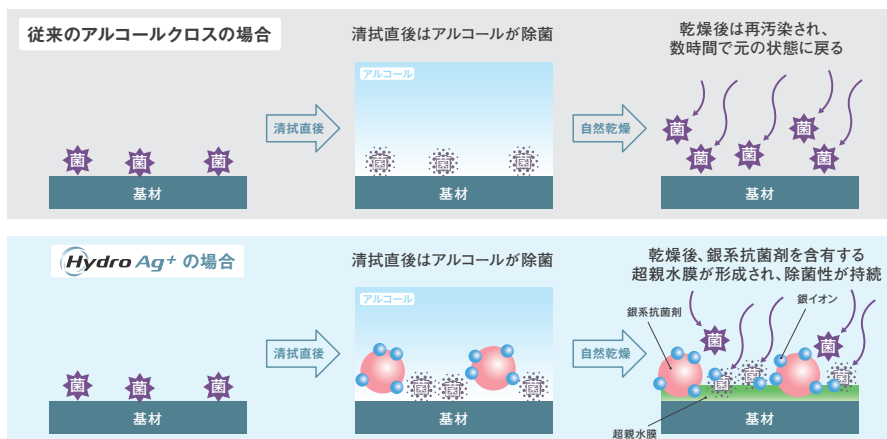 従来のアルコールクロスの場合
清拭直後はアルコールが除菌
乾燥後は再汚染され、
数時間で元の状態に戻る
アルコール
菌
菌
菌
清拭直後
菌
菌
菌
自然乾燥
菌
菌
菌
菌
菌
基材
基材
基材
Hydro Ag+ の場合
清拭直後はアルコールが除菌
乾燥後、銀系抗菌剤を含有する
超親水膜が形成され、除菌性が持続
アルコール
銀系抗菌剤
銀イオン
菌
菌
菌
清拭直後
菌
菌
菌
自然乾燥
菌
菌
菌
菌
菌
基材
基材
基材
超親水膜